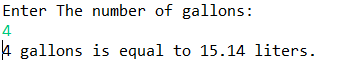 Enter The number of gallons:
4
4 gallons is equal to 15.14 liters.